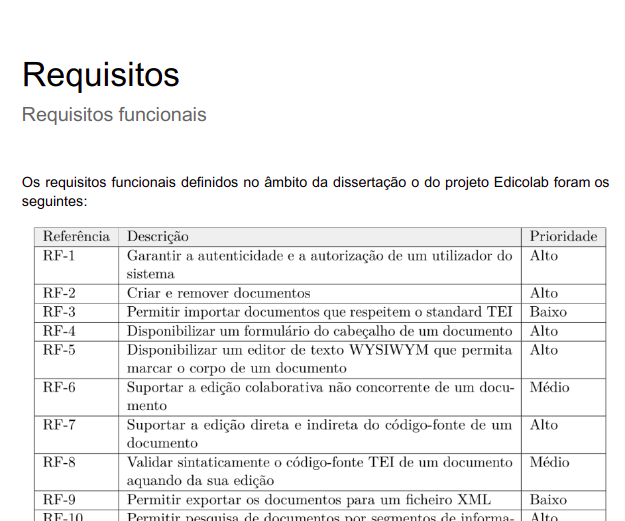 Requisitos
Requisitos funcionais
Os requisitos funcionais definidos no âmbito da dissertação o do projeto Edicolab foram os
seguintes:
Referência Descrição Prioridade
RF-1 Garantir a autenticidade e a autorização de um utilizador do Alto
sistema
RF-2 Criar e remover documentos Alto
RF-3 Permitir importar documentos que respeitem o standard TEI Baixo
RF-4 Disponibilizar um formulário do cabeçalho de um documento Alto
RF-5 Disponibilizar um editor de texto WYSIWYM que permita Alto
marcar o corpo de um documento
RF-6 Suportar a edição colaborativa não concorrente de um docu- Médio
mento
RF-7 Suportar a edição direta e indireta do código-fonte de um Alto
documento
RF-8 Validar sintaticamente o código-fonte TEI de um documento Médio
aquando da sua edição
RF-9 Permitir exportar os documentos para um ficheiro XML Baixo
RF-10 Permitir pesquisa de documentos por segmentos de informa- Alto